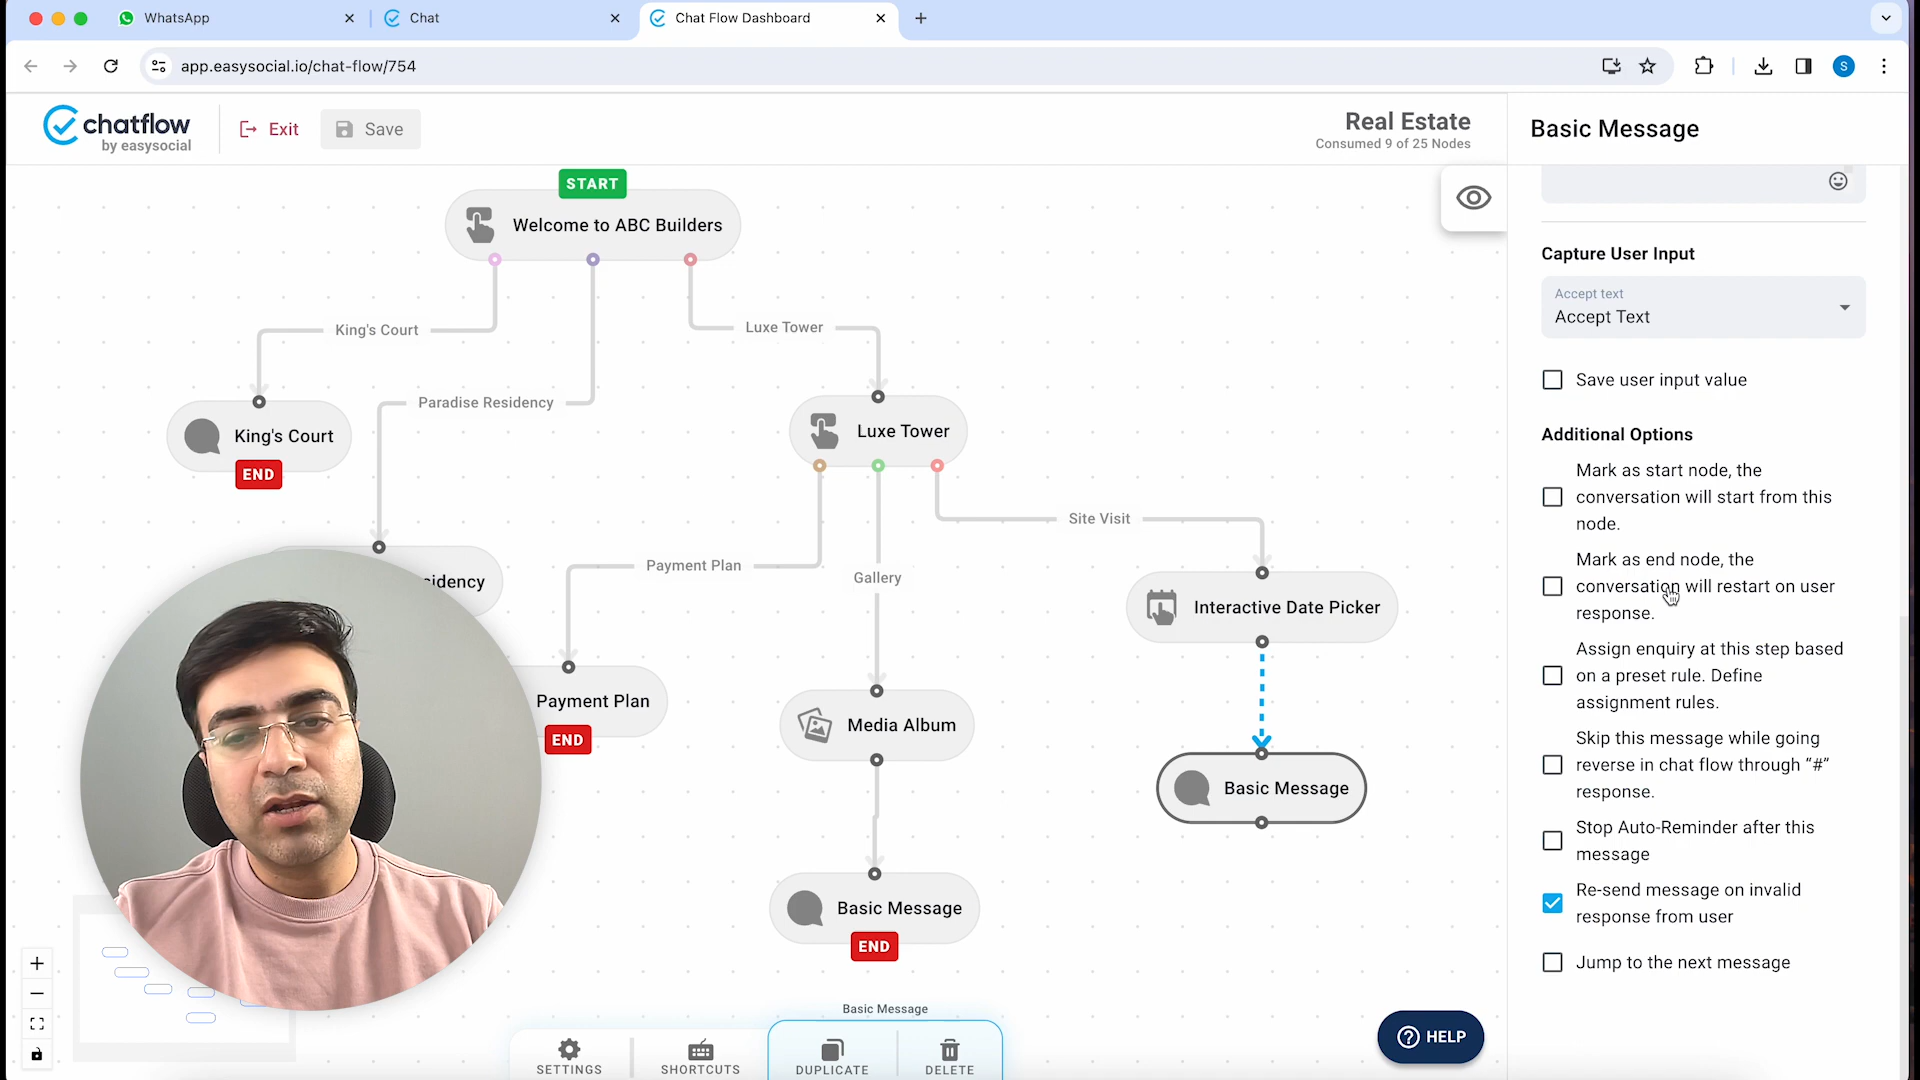 WhatsApp
Chat
Chat Flow Dashboard
app.easysocial.io/chat-flow/754
S
chatflow
by easysocial
Exit
Save
Real Estate
Consumed 9 of 25 Nodes
Basic Message
START
Welcome to ABC Builders
King's Court
Luxe Tower
Paradise Residency
King's Court
END
Luxe Tower
Site Visit
Payment Plan
Gallery
sidency
Interactive Date Picker
Payment Plan
END
Media Album
Basic Message
Basic Message
END
Capture User Input
Accept text
Accept Text
Save user input value
Additional Options
Mark as start node, the
conversation will start from this
node.
Mark as end node, the
conversation will restart on user
response.
Assign enquiry at this step based
on a preset rule. Define
assignment rules.
Skip this message while going
reverse in chat flow through “#”
response.
Stop Auto-Reminder after this
message
Re-send message on invalid
response from user
Jump to the next message
Basic Message
SETTINGS
SHORTCUTS
DUPLICATE
DELETE
HELP